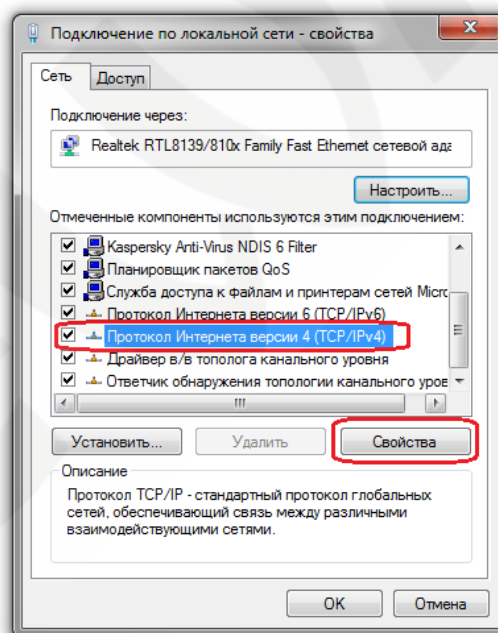 Подключение по локальной сети - свойства
Сеть
Доступ
Подключение через:
Realtek RTL8139/810x Family Fast Ethernet сетевой ада
Настроить...
Отмеченные компоненты используются этим подключением:
Kaspersky Anti-Virus NDIS 6 Filter
Планировщик пакетов QoS
Служба доступа к файлам и принтерам сетей Micro
Протокол Интернета версии 6 (TCP/IPv6)
Протокол Интернета версии 4 (TCP/IPv4)
Драйвер в/в тополога канального уровня
Ответчик обнаружения топологии канального уров
Установить...
Удалить
Свойства
Описание
Протокол TCP/IP - стандартный протокол глобальных
сетей, обеспечивающий связь между различными
взаимодействующими сетями.
OK
Отмена